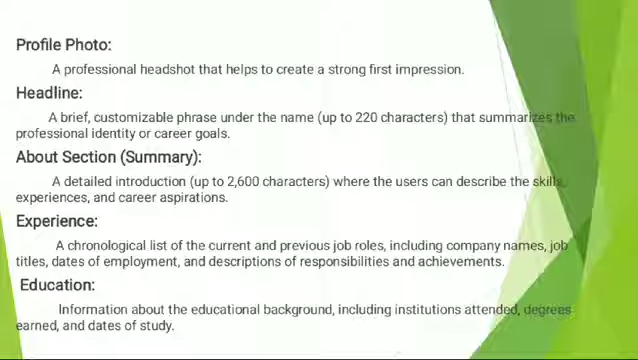 Profile Photo:
A professional headshot that helps to create a strong first impression.
Headline:
A brief, customizable phrase under the name (up to 220 characters) that summarizes the
professional identity or career goals.
About Section (Summary):
A detailed introduction (up to 2,600 characters) where the users can describe the skills,
experiences, and career aspirations.
Experience:
A chronological list of the current and previous job roles, including company names, job
titles, dates of employment, and descriptions of responsibilities and achievements.
Education:
Information about the educational background, including institutions attended, degrees
earned, and dates of study.